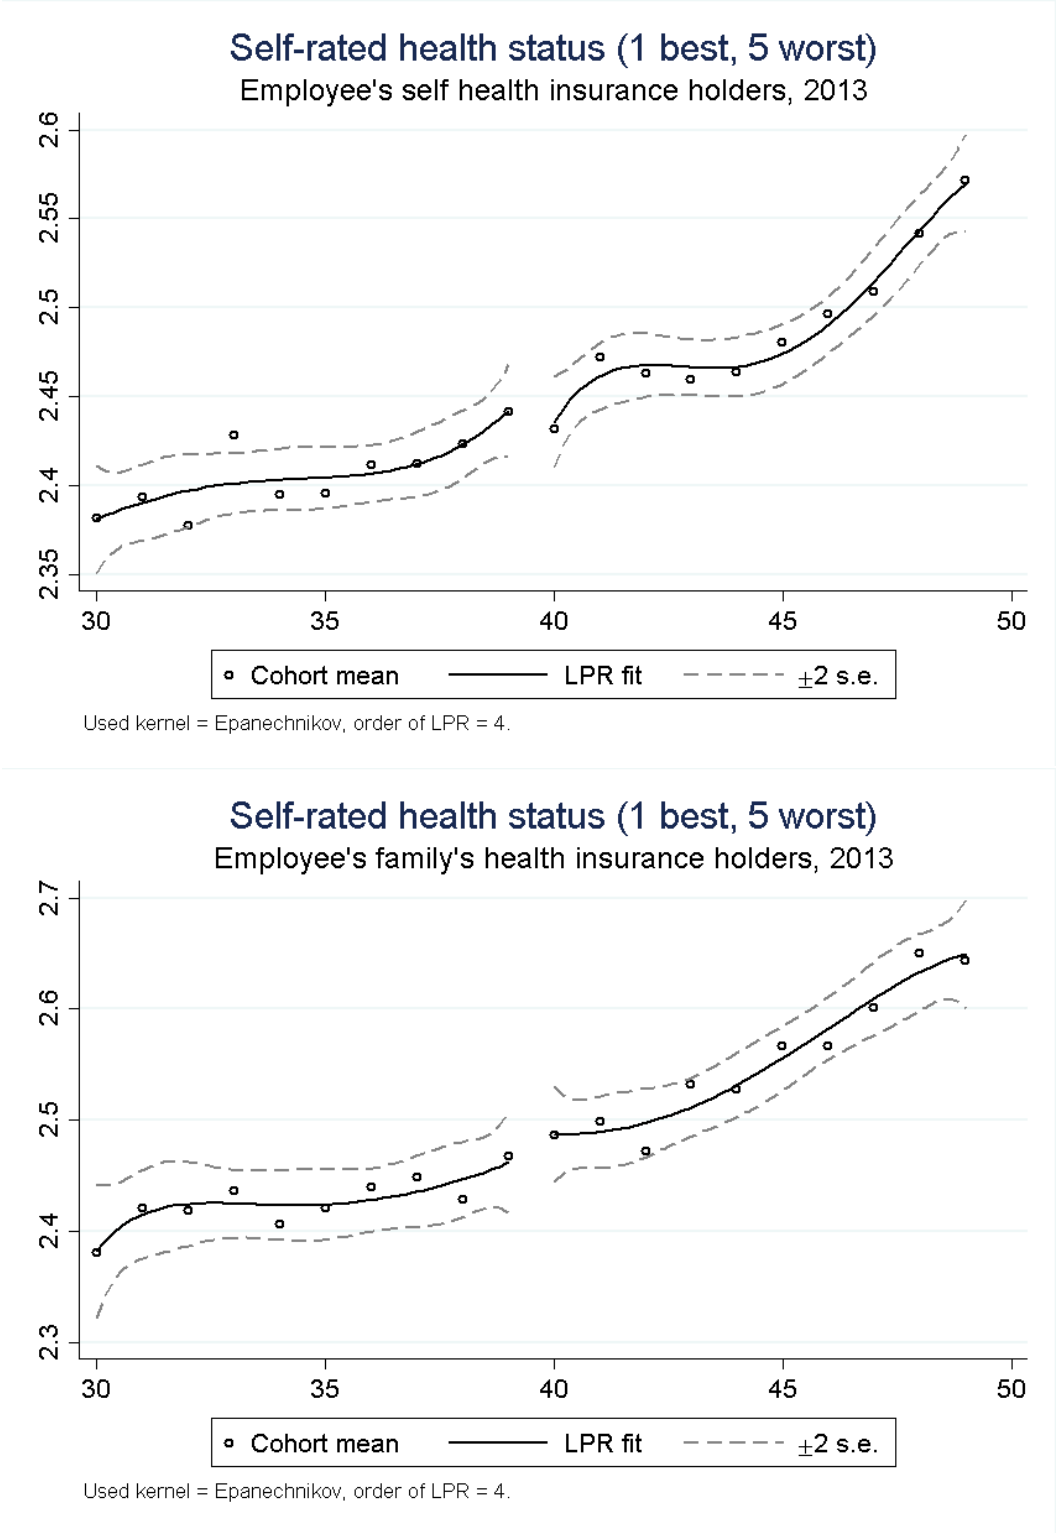 Self-rated health status (1 best, 5 worst)
Employee's self health insurance holders, 2013
2.6
2.55
2.5
2.45
2.4
2.35
30 35 40 45 50
Cohort mean LPR fit ±2 s.e.
Used kernel = Epanechnikov, order of LPR = 4.
Self-rated health status (1 best, 5 worst)
Employee's family's health insurance holders, 2013
2.7
2.6
2.5
2.4
2.3
30 35 40 45 50
Cohort mean LPR fit ±2 s.e.
Used kernel = Epanechnikov, order of LPR = 4.